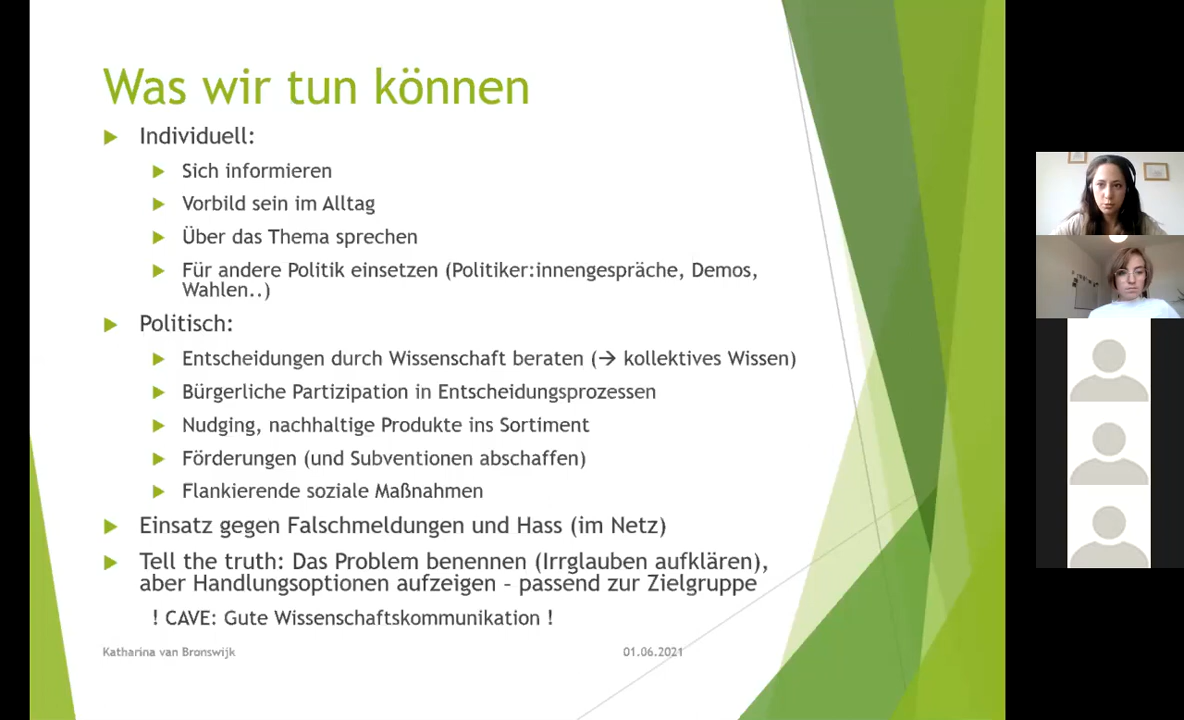 Was wir tun können
Individuell:
Sich informieren
Vorbild sein im Alltag
Über das Thema sprechen
Für andere Politik einsetzen (Politiker:innengespräche, Demos,
Wahlen..)
Politisch:
Entscheidungen durch Wissenschaft beraten (→ kollektives Wissen)
Bürgerliche Partizipation in Entscheidungsprozessen
Nudging, nachhaltige Produkte ins Sortiment
Förderungen (und Subventionen abschaffen)
Flankierende soziale Maßnahmen
Einsatz gegen Falschmeldungen und Hass (im Netz)
Tell the truth: Das Problem benennen (Irrglauben aufklären),
aber Handlungsoptionen aufzeigen – passend zur Zielgruppe
! CAVE: Gute Wissenschaftskommunikation !
Katharina van Bronswijk
01.06.2021